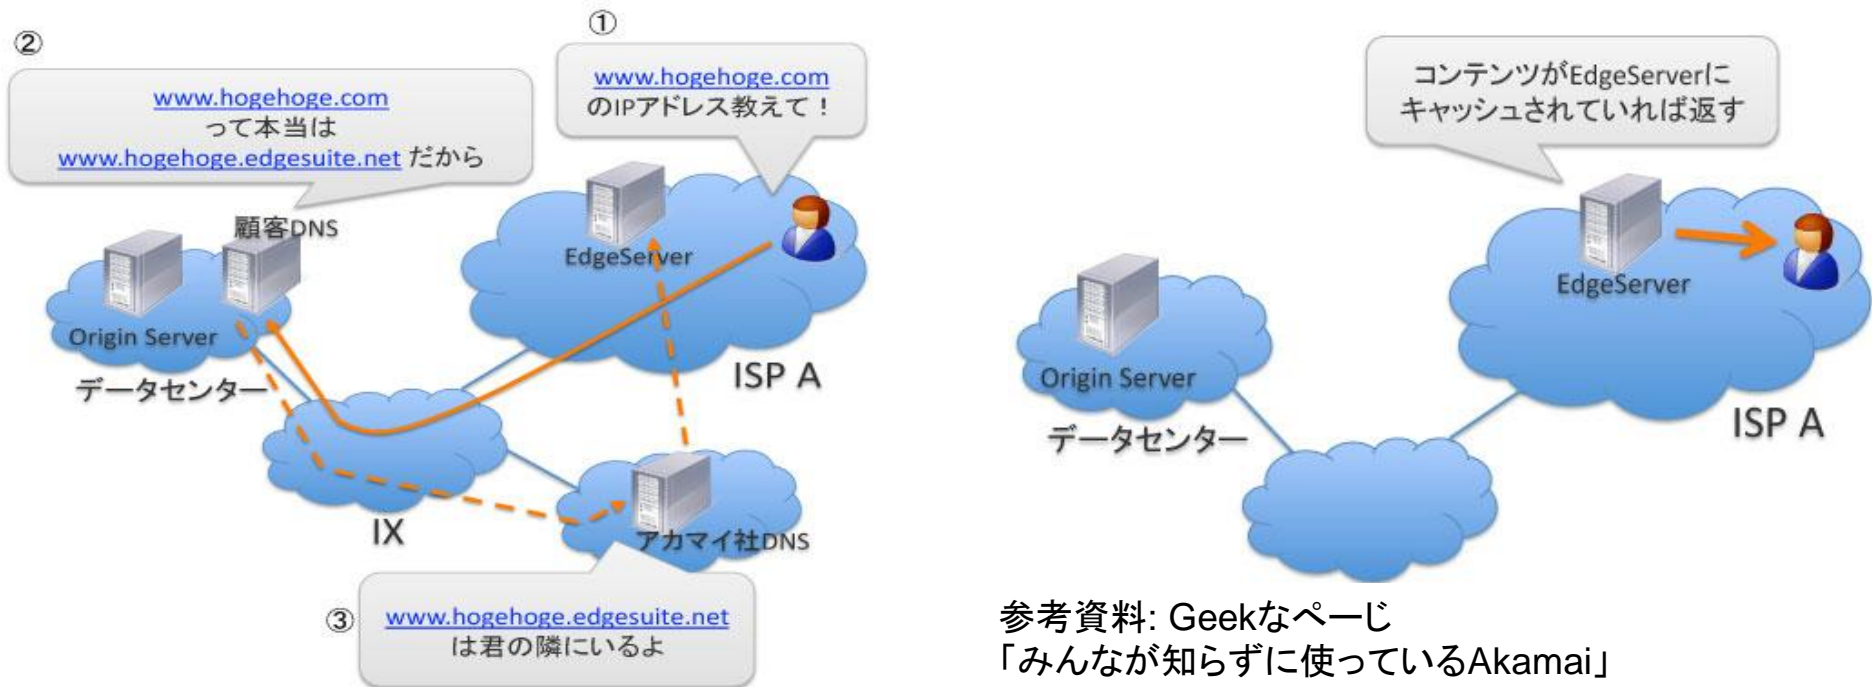 ①
www.hogehoge.com
のIPアドレス教えて！
②
www.hogehoge.com
って本当は
www.hogehoge.edgesuite.net だから
顧客DNS
EdgeServer
Origin Server
データセンター
ISP A
IX
アカマイ社DNS
③
www.hogehoge.edgesuite.net
は君の隣にいるよ
コンテンツがEdgeServerに
キャッシュされていれば返す
EdgeServer
Origin Server
データセンター
ISP A
参考資料: Geekなぺーじ
「みんなが知らずに使っているAkamai」